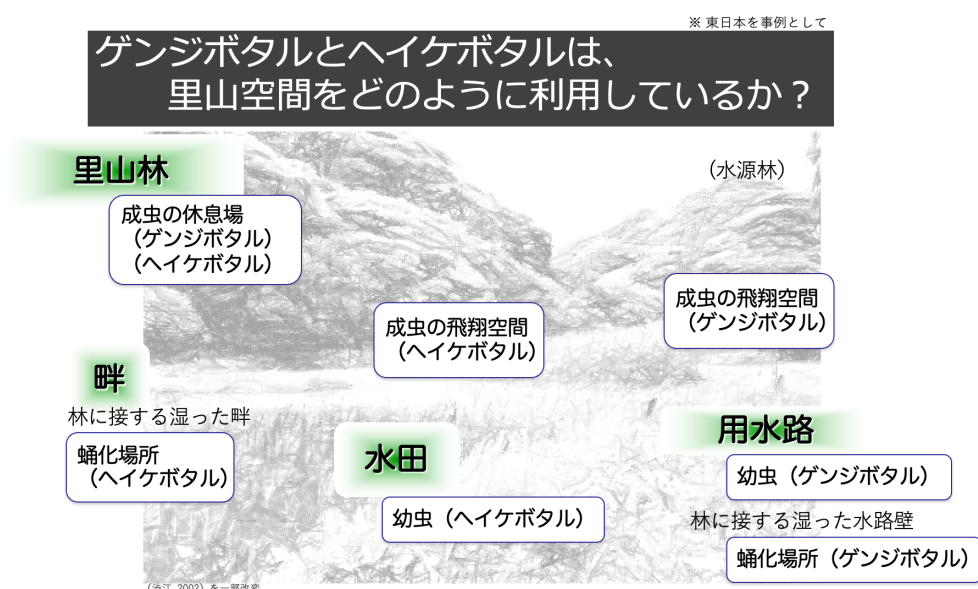 ※ 東日本を事例として
ゲンジボタルとヘイケボタルは、
里山空間をどのように利用しているか？
里山林
成虫の休息場
（ゲンジボタル）
（ヘイケボタル）
（水源林）
成虫の飛翔空間
（ヘイケボタル）
成虫の飛翔空間
（ゲンジボタル）
畔
林に接する湿った畔
蛹化場所
（ヘイケボタル）
水田
幼虫（ヘイケボタル）
用水路
幼虫（ゲンジボタル）
林に接する湿った水路壁
蛹化場所（ゲンジボタル）
（渋江, 2002）を一部改変